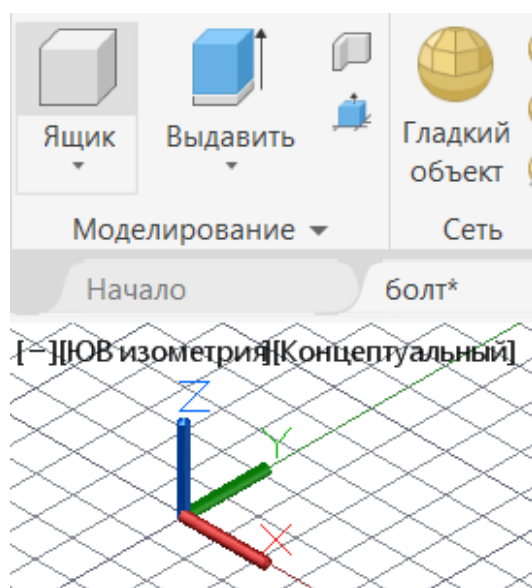 Ящик
Выдавить
Гладкий
объект
Моделирование
Сеть
Начало
болт*
[−][ЮВ изометрия][Концептуальный]
Z
Y
X